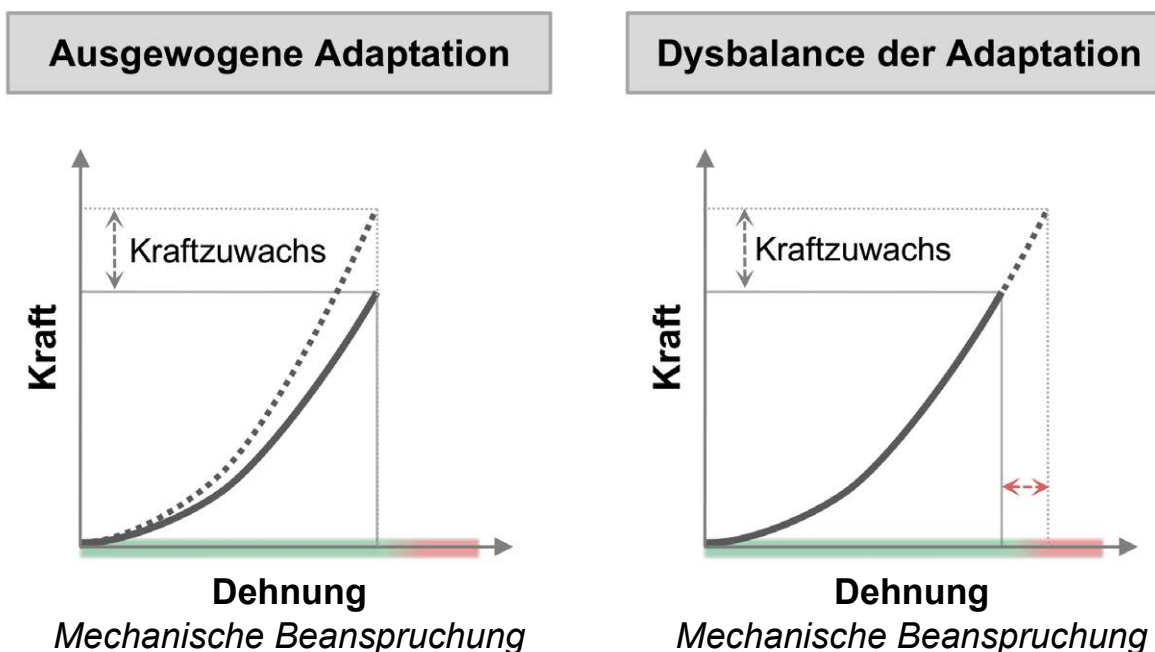 Ausgewogene Adaptation
Dysbalance der Adaptation
Kraft
Kraftzuwachs
Dehnung
Mechanische Beanspruchung
Kraft
Kraftzuwachs
Dehnung
Mechanische Beanspruchung